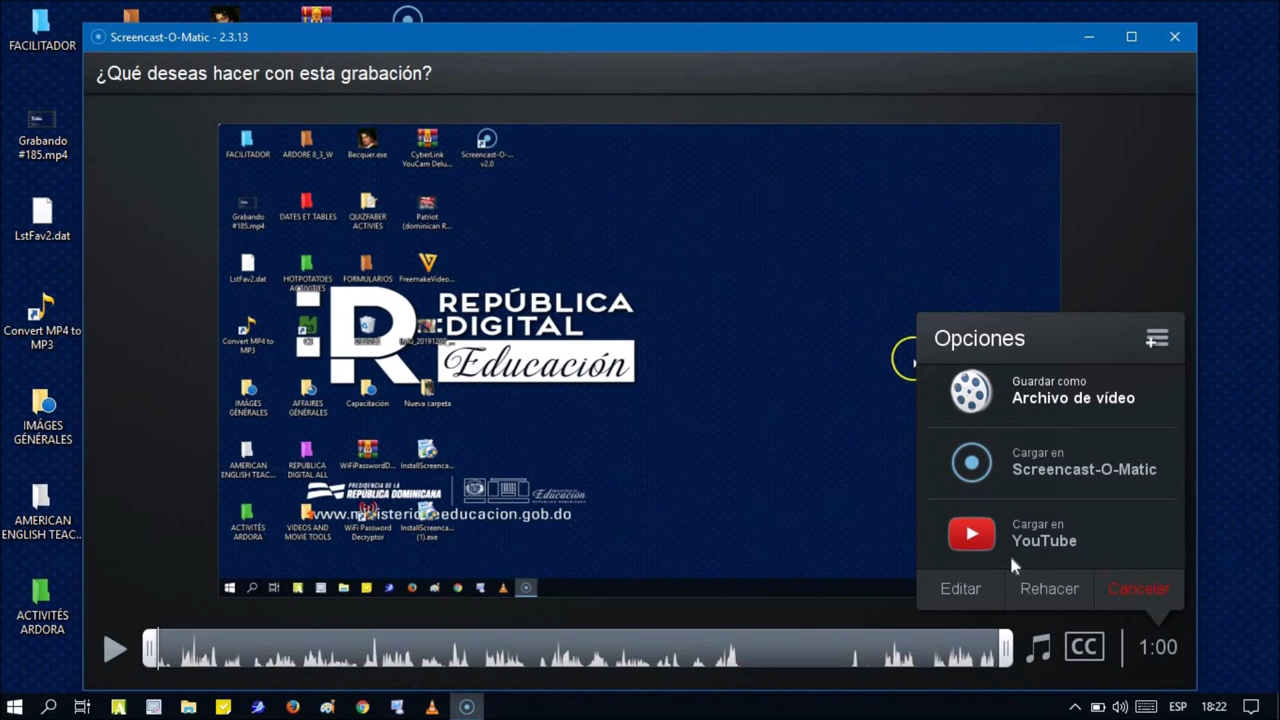 FACILITADOR
Grabando
#185.mp4
LstFav2.dat
Convert MP4 to
MP3
IMÁGES
GÉNÉRALES
AMERICAN
ENGLISH TEAC...
ACTIVITÉS
ARDORA
Screencast-O-Matic - 2.3.13
¿Qué deseas hacer con esta grabación?
FACILITADOR
ARDORE 8_3_W
Becquer.exe
CyberLink
YouCam Delu...
Screencast-O-...
v2.0
Grabando
#185.mp4
DATES ET TABLES
QUIZFABER
ACTIVIES
Patriot
(dominican R...
LstFav2.dat
HOTPOTATOES
ACTIVITIES
FORMULARIOS
FreemakeVideo...
REPÚBLICA
DIGITAL
Educación
Convert MP4 to
MP3
IMÁGES
GÉNÉRALES
AFFAIRES
GÉNÉRALES
Capacitación
Nueva carpeta
AMERICAN
ENGLISH TEAC...
REPUBLICA
DIGITAL ALL
WiFiPasswordD...
InstallScreenca...
PRESIDENCIA DE LA
REPÚBLICA DOMINICANA
Educación
ACTIVITÉS
ARDORA
VIDEOS AND
MOVIE TOOLS
WiFi Password
Decryptor
InstallScreenca...
(1).exe
Opciones
Guardar como
Archivo de vídeo
Cargar en
Screencast-O-Matic
Cargar en
YouTube
Editar
Rehacer
Cancelar
CC
1:00
ESP
18:22